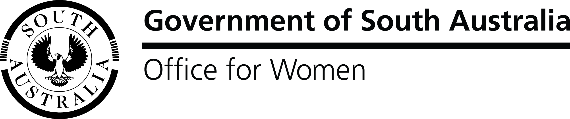 SOUTH
AUSTRALIA
Government of South Australia
Office for Women